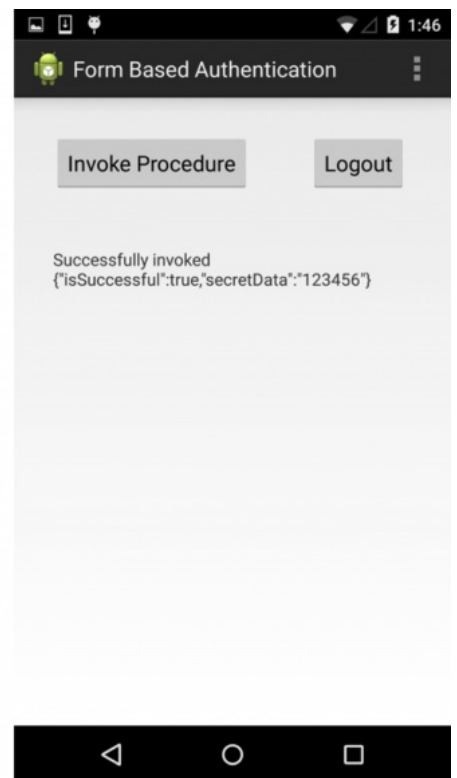 1:46
Form Based Authentication
Invoke Procedure
Logout
Successfully invoked
{"isSuccessful":true,"secretData":"123456"}